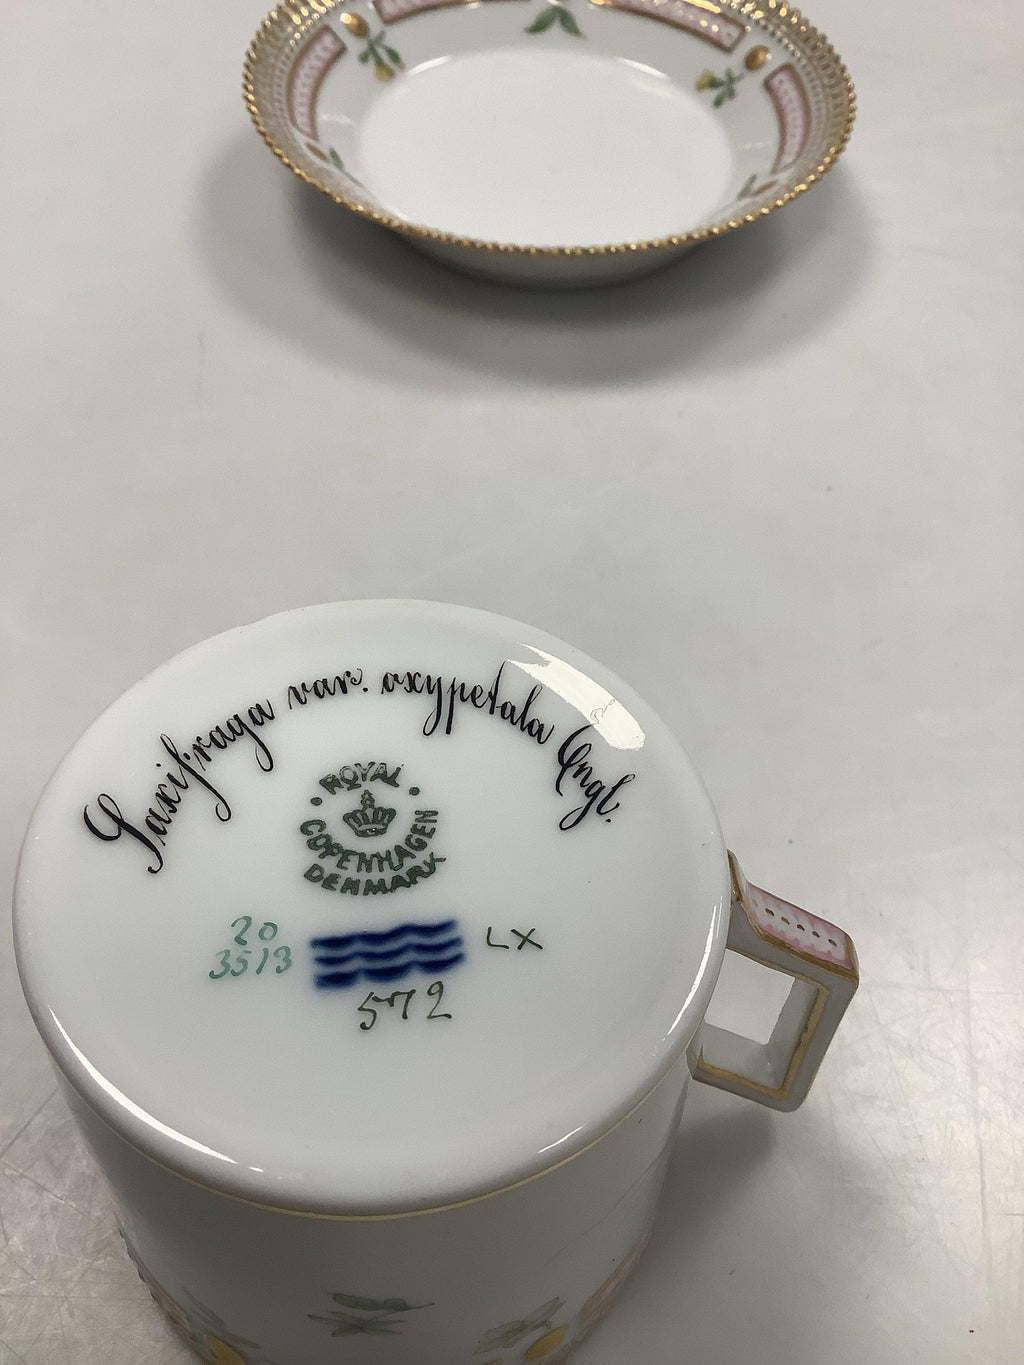 Saxifraga var. oxypetala Engl.
ROYAL
COPENHAGEN
DENMARK
20
3513
LX
572